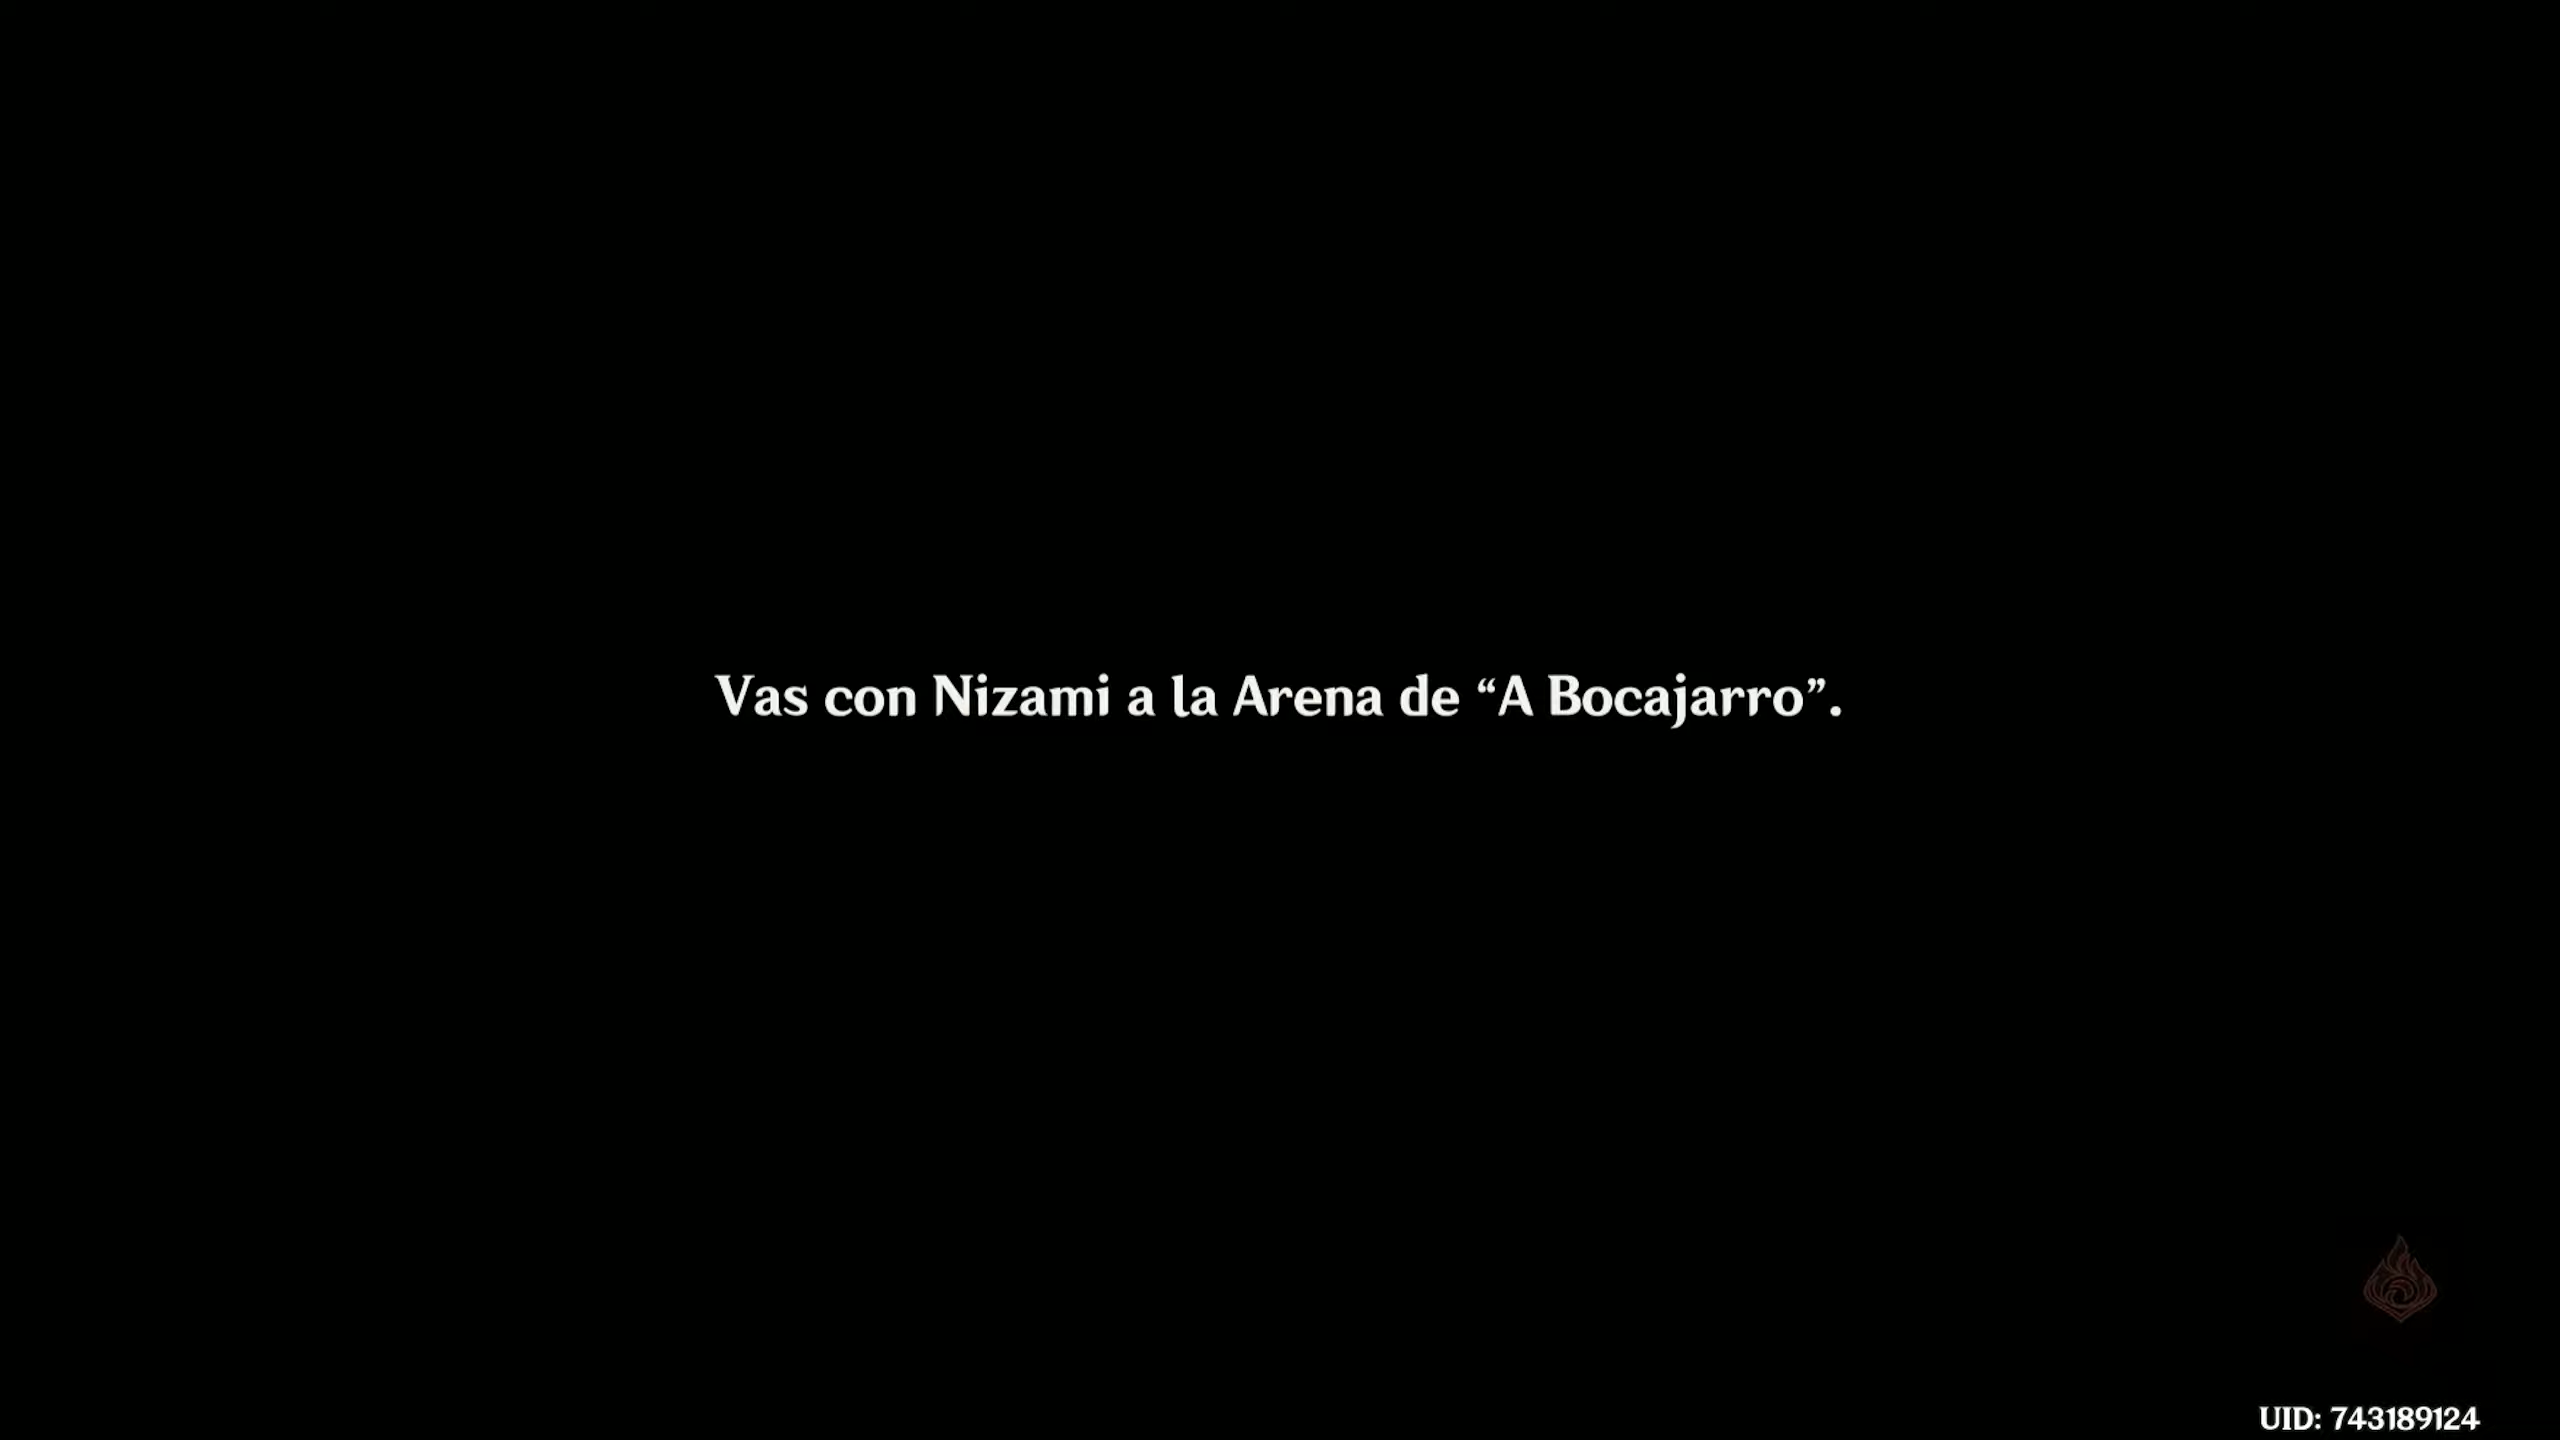 Vas con Nizami a la Arena de “A Bocajarro”.
UID: 743189124